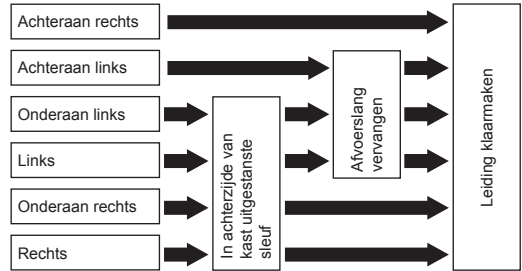 Achteraan rechts
Achteraan links
Onderaan links
Links
Onderaan rechts
Rechts
In achterzijde van
kast uitgestanste
sleuf
Afvoerslang
vervangen
Leiding klaarmaken